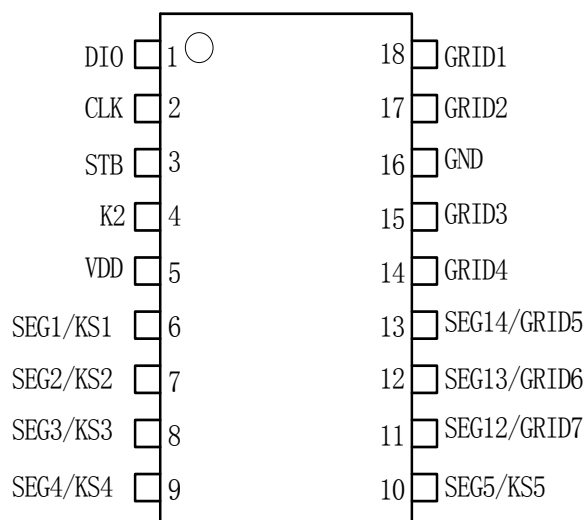 DIO 1 18 GRID1
CLK 2 17 GRID2
STB 3 16 GND
K2 4 15 GRID3
VDD 5 14 GRID4
SEG1/KS1 6 13 SEG14/GRID5
SEG2/KS2 7 12 SEG13/GRID6
SEG3/KS3 8 11 SEG12/GRID7
SEG4/KS4 9 10 SEG5/KS5